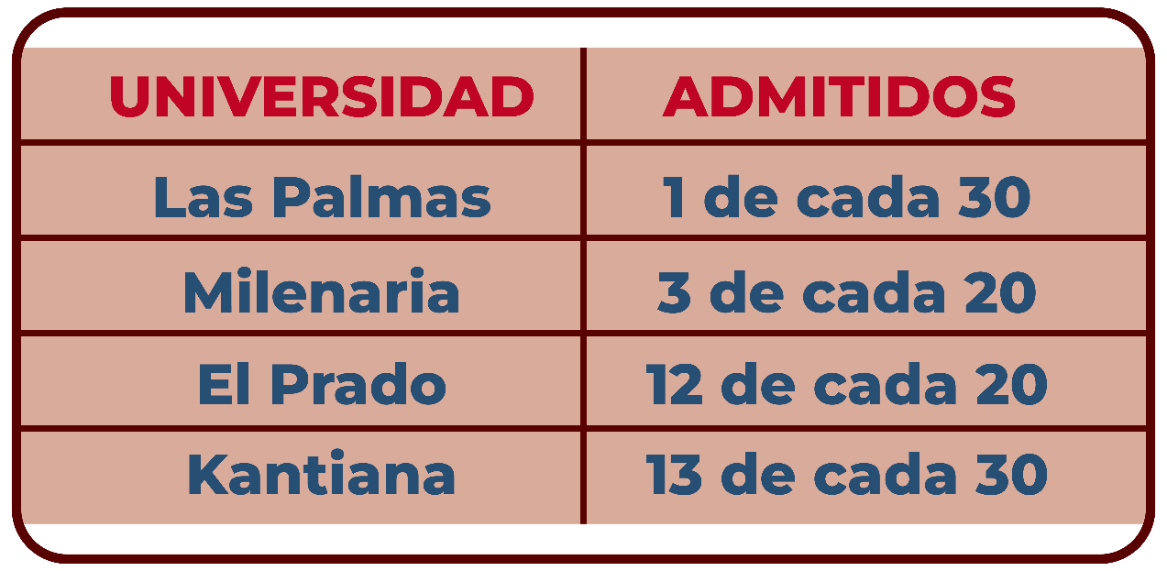 UNIVERSIDAD ADMITIDOS
Las Palmas 1 de cada 30
Milenaria 3 de cada 20
El Prado 12 de cada 20
Kantiana 13 de cada 30